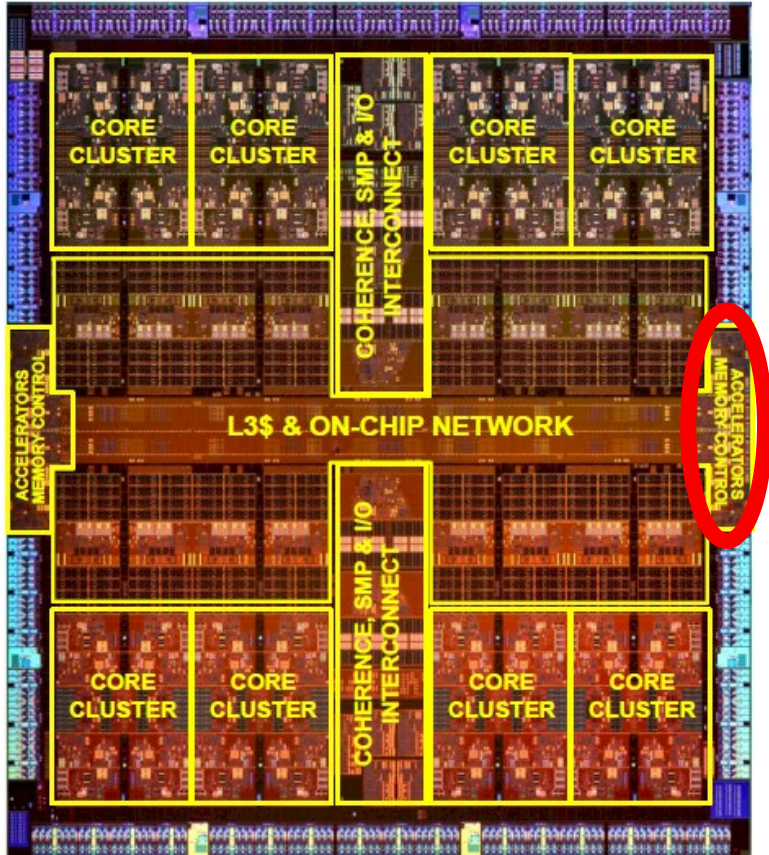 CORE
CLUSTER
CORE
CLUSTER
COHERENCE, SMP & I/O
INTERCONNECT
CORE
CLUSTER
CORE
CLUSTER
ACCELERATORS
MEMORY CONTROL
L3$ & ON-CHIP NETWORK
ACCELERATORS
MEMORY CONTROL
CORE
CLUSTER
CORE
CLUSTER
COHERENCE, SMP & I/O
INTERCONNECT
CORE
CLUSTER
CORE
CLUSTER